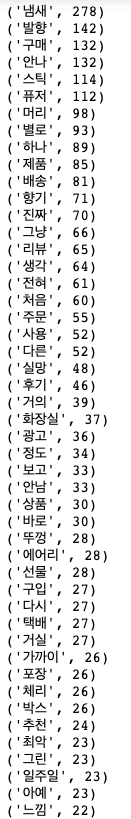 ('냄새', 278)
('발향', 142)
('구매', 132)
('안나', 132)
('스틱', 114)
('퓨저', 112)
('머리', 98)
('별로', 93)
('하나', 89)
('제품', 85)
('배송', 81)
('향기', 71)
('진짜', 70)
('그냥', 66)
('리뷰', 65)
('생각', 64)
('전혀', 61)
('처음', 60)
('주문', 55)
('사용', 52)
('다른', 52)
('실망', 48)
('후기', 46)
('거의', 39)
('화장실', 37)
('광고', 36)
('정도', 34)
('보고', 33)
('안남', 33)
('상품', 30)
('바로', 30)
('뚜껑', 28)
('에어리', 28)
('선물', 28)
('구입', 27)
('다시', 27)
('택배', 27)
('거실', 27)
('가까이', 26)
('포장', 26)
('체리', 26)
('박스', 26)
('추천', 24)
('최악', 23)
('그린', 23)
('일주일', 23)
('아예', 23)
('느낌', 22)